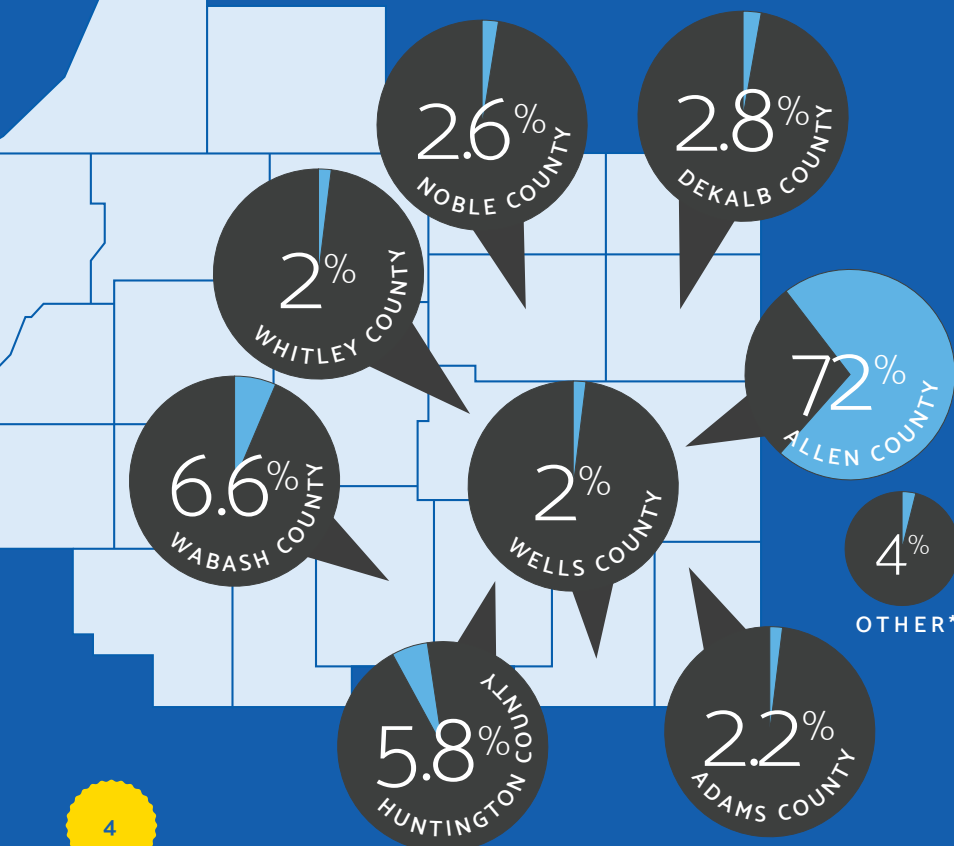 2.6%
NOBLE COUNTY
2.8%
DEKALB COUNTY
2%
WHITLEY COUNTY
72%
ALLEN COUNTY
6.6%
WABASH COUNTY
2%
WELLS COUNTY
4%
OTHER*
5.8%
HUNTINGTON COUNTY
2.2%
ADAMS COUNTY
4